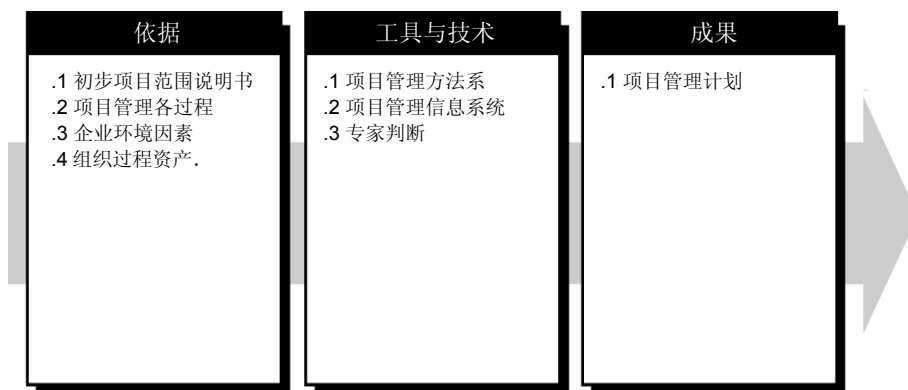 依据
.1 初步项目范围说明书
.2 项目管理各过程
.3 企业环境因素
.4 组织过程资产.
工具与技术
.1 项目管理方法系
.2 项目管理信息系统
.3 专家判断
成果
.1 项目管理计划